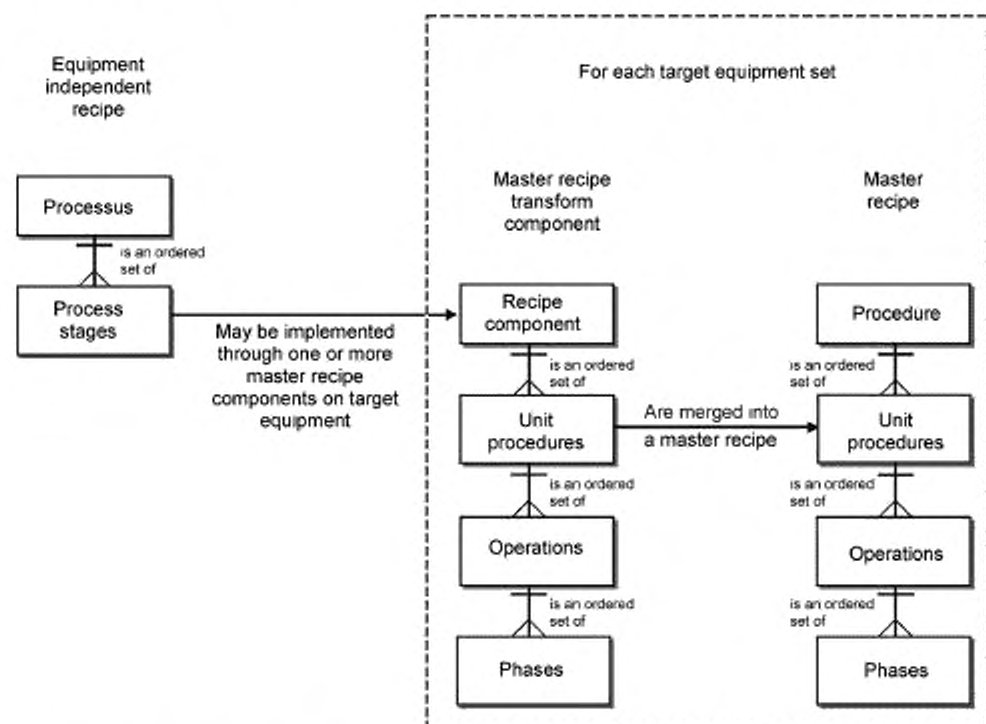 Equipment
independent
recipe
Processus
is an ordered
set of
Process
stages
May be implemented
through one or more
master recipe
components on target
equipment
For each target equipment set
Master recipe
transform
component
Recipe
component
is an ordered
set of
Unit
procedures
is an ordered
set of
Operations
is an ordered
set of
Phases
Are merged into
a master recipe
Master
recipe
Procedure
is an ordered
set of
Unit
procedures
is an ordered
set of
Operations
is an ordered
set of
Phases